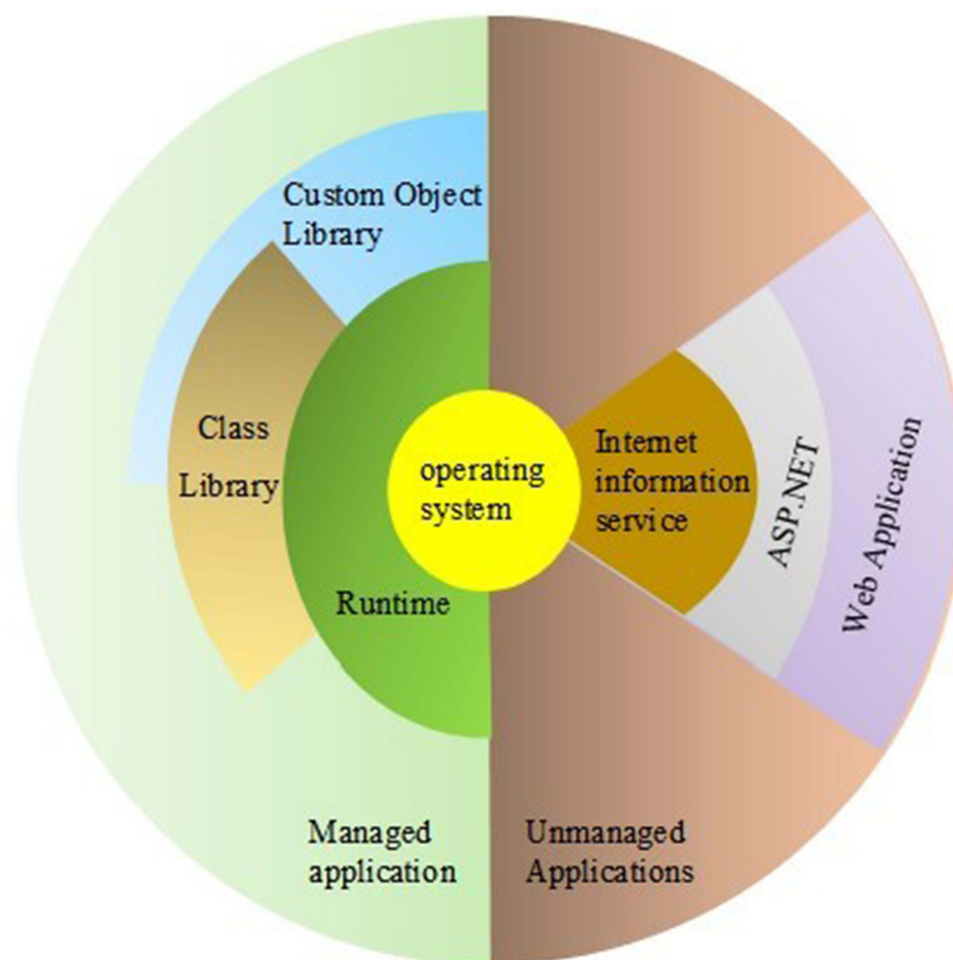 Custom Object
Library
Class
Library
operating
system
Runtime
Internet
information
service
ASP.NET
Web Application
Managed
application
Unmanaged
Applications